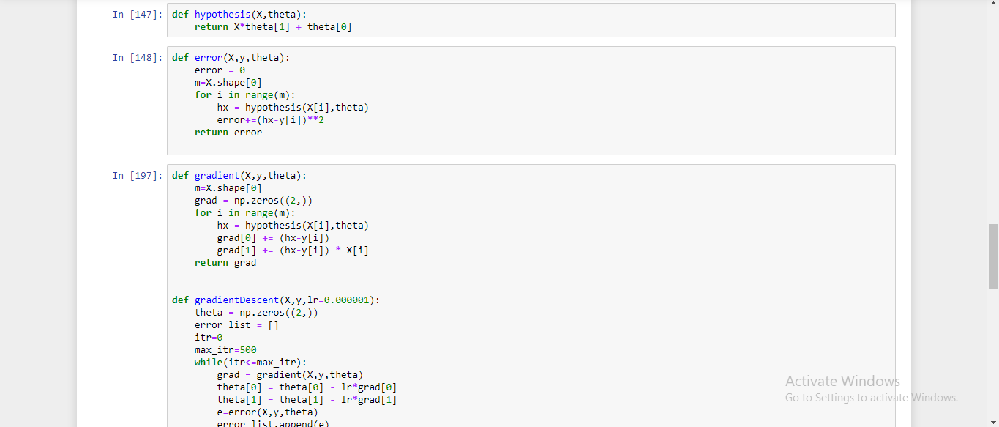 In [147]: def hypothesis(X,theta):
    return X*theta[1] + theta[0]
In [148]: def error(X,y,theta):
    error = 0
    m=X.shape[0]
    for i in range(m):
        hx = hypothesis(X[i],theta)
        error+=(hx-y[i])**2
    return error
In [197]: def gradient(X,y,theta):
    m=X.shape[0]
    grad = np.zeros((2,))
    for i in range(m):
        hx = hypothesis(X[i],theta)
        grad[0] += (hx-y[i])
        grad[1] += (hx-y[i]) * X[i]
    return grad
def gradientDescent(X,y,lr=0.000001):
    theta = np.zeros((2,))
    error_list = []
    itr=0
    max_itr=500
    while(itr<=max_itr):
        grad = gradient(X,y,theta)
        theta[0] = theta[0] - lr*grad[0]
        theta[1] = theta[1] - lr*grad[1]
        e=error(X,y,theta)
        error_list.append(e)
Activate Windows
Go to Settings to activate Windows.